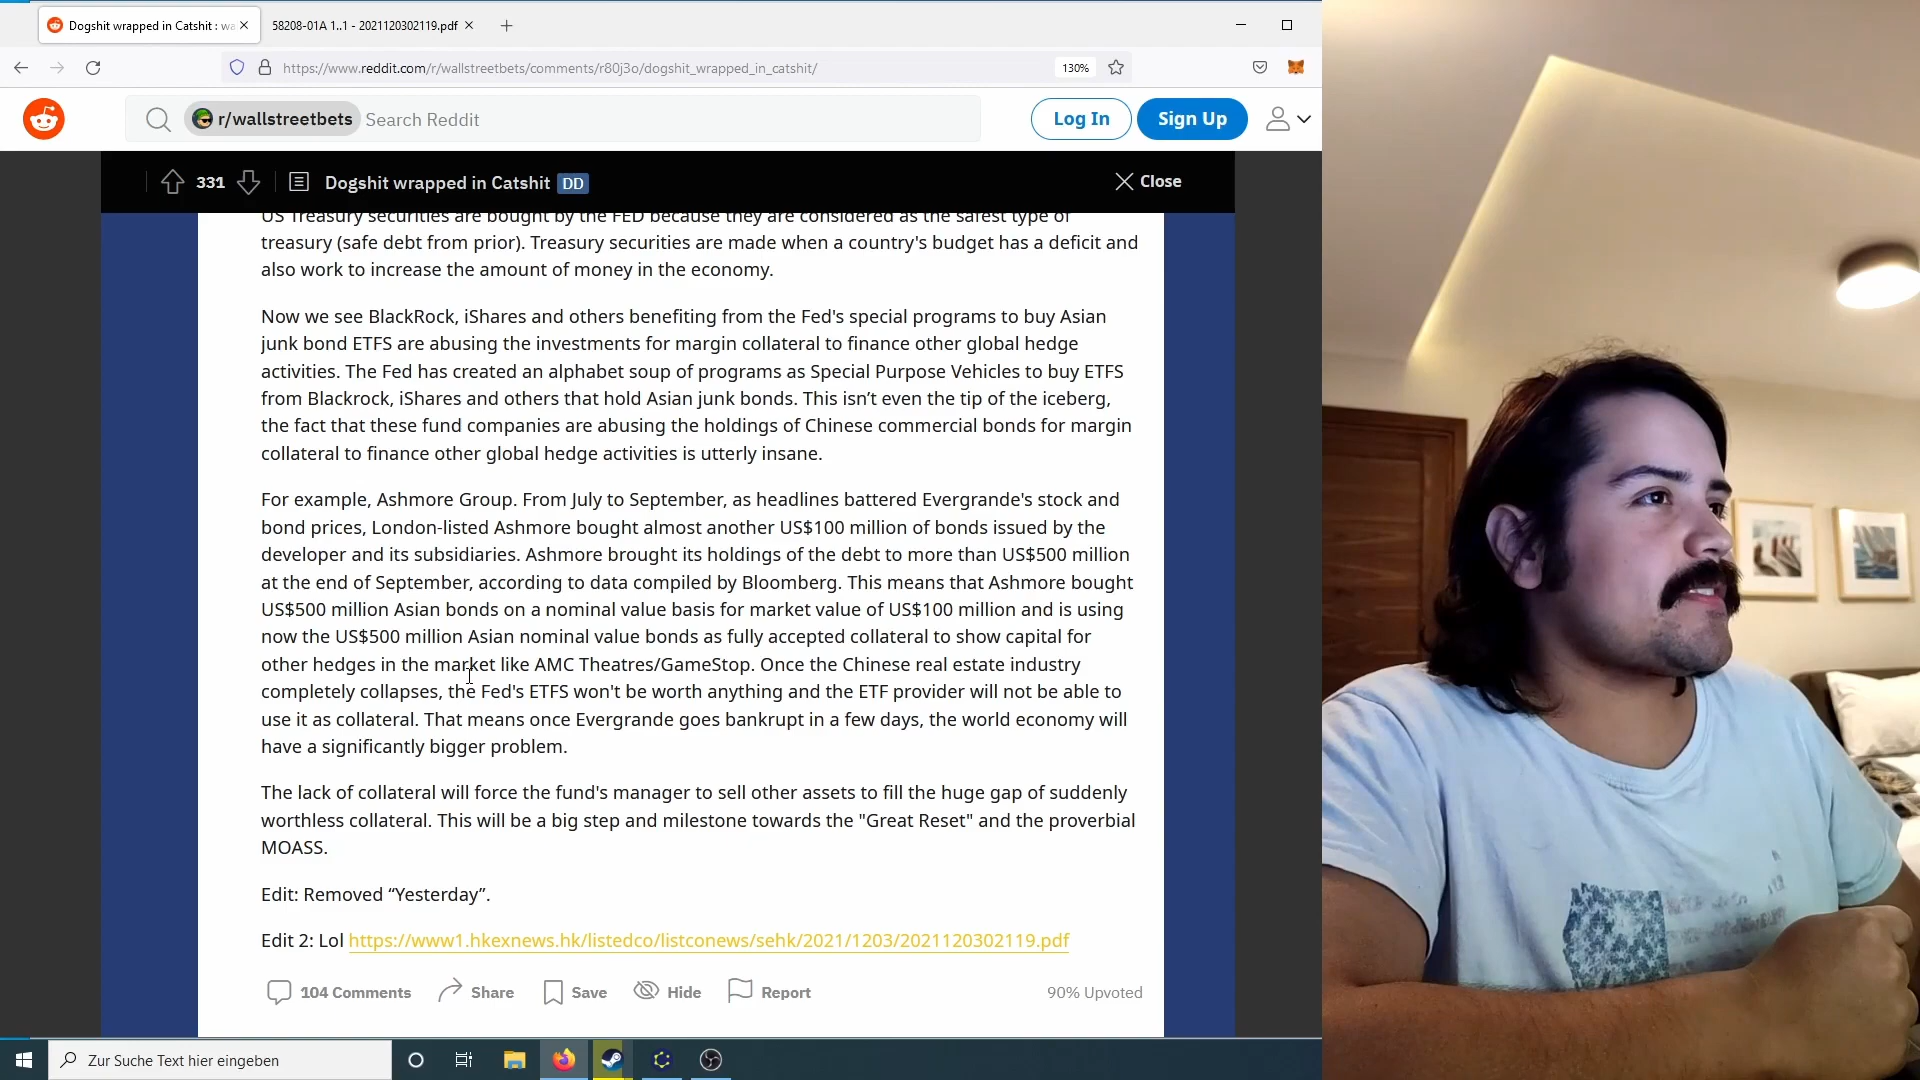 Dogshit wrapped in Catshit : wa
58208-01A 1..1 - 2021120302119.pdf
https://www.reddit.com/r/wallstreetbets/comments/r80j3o/dogshit_wrapped_in_catshit/
130%
r/wallstreetbets
Search Reddit
Log In
Sign Up
331
Dogshit wrapped in Catshit DD
Close
US Treasury securities are bought by the FED because they are considered as the safest type of
treasury (safe debt from prior). Treasury securities are made when a country's budget has a deficit and
also work to increase the amount of money in the economy.
Now we see BlackRock, iShares and others benefiting from the Fed's special programs to buy Asian
junk bond ETFS are abusing the investments for margin collateral to finance other global hedge
activities. The Fed has created an alphabet soup of programs as Special Purpose Vehicles to buy ETFS
from Blackrock, iShares and others that hold Asian junk bonds. This isn’t even the tip of the iceberg,
the fact that these fund companies are abusing the holdings of Chinese commercial bonds for margin
collateral to finance other global hedge activities is utterly insane.
For example, Ashmore Group. From July to September, as headlines battered Evergrande's stock and
bond prices, London-listed Ashmore bought almost another US$100 million of bonds issued by the
developer and its subsidiaries. Ashmore brought its holdings of the debt to more than US$500 million
at the end of September, according to data compiled by Bloomberg. This means that Ashmore bought
US$500 million Asian bonds on a nominal value basis for market value of US$100 million and is using
now the US$500 million Asian nominal value bonds as fully accepted collateral to show capital for
other hedges in the market like AMC Theatres/GameStop. Once the Chinese real estate industry
completely collapses, the Fed's ETFS won't be worth anything and the ETF provider will not be able to
use it as collateral. That means once Evergrande goes bankrupt in a few days, the world economy will
have a significantly bigger problem.
The lack of collateral will force the fund's manager to sell other assets to fill the huge gap of suddenly
worthless collateral. This will be a big step and milestone towards the "Great Reset" and the proverbial
MOASS.
Edit: Removed “Yesterday”.
Edit 2: Lol https://www1.hkexnews.hk/listedco/listconews/sehk/2021/1203/2021120302119.pdf
104 Comments
Share
Save
Hide
Report
90% Upvoted
Zur Suche Text hier eingeben